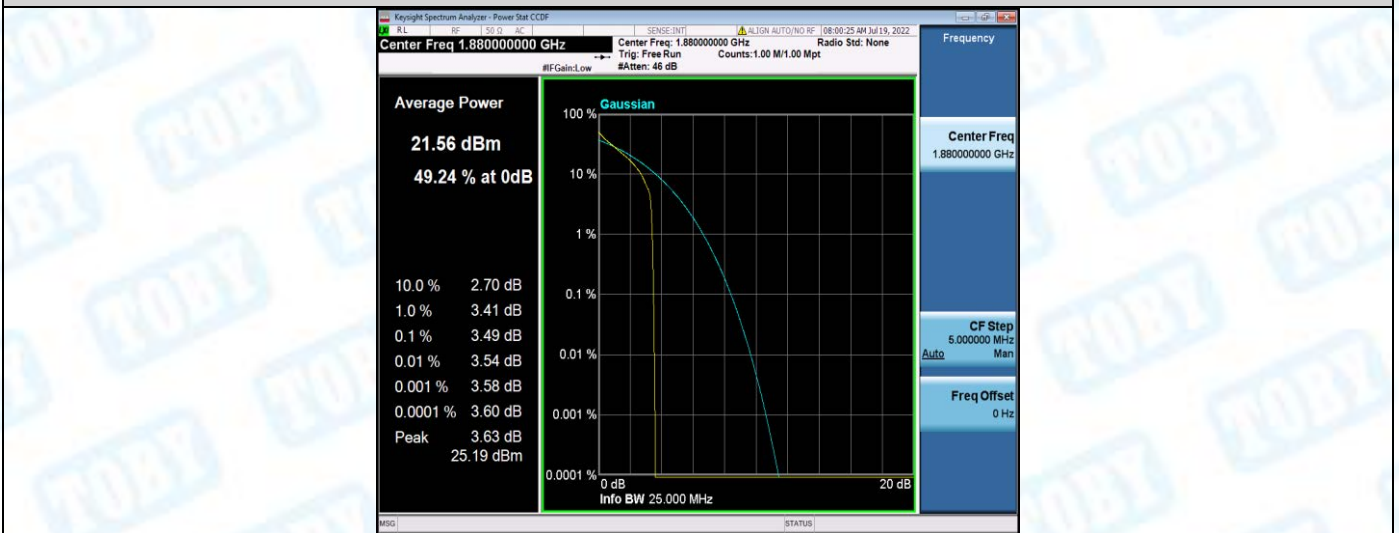 Keysight Spectrum Analyzer - Power Stat CCDF
RL RF 50 Ω AC SENSE:INT ALIGN AUTO/NO RF 08:00:25 AM Jul 19, 2022
Center Freq 1.880000000 GHz
Center Freq: 1.880000000 GHz Radio Std: None
Trig: Free Run Counts:1.00 M/1.00 Mpt
#IFGain:Low #Atten: 46 dB
Frequency
Average Power
21.56 dBm
49.24 % at 0dB
10.0 % 2.70 dB
1.0 % 3.41 dB
0.1 % 3.49 dB
0.01 % 3.54 dB
0.001 % 3.58 dB
0.0001 % 3.60 dB
Peak 3.63 dB
25.19 dBm
Gaussian
100 %
10 %
1 %
0.1 %
0.01 %
0.001 %
0.0001 %
0 dB 20 dB
Info BW 25.000 MHz
Center Freq
1.880000000 GHz
CF Step
5.000000 MHz
Auto Man
Freq Offset
0 Hz
MSG STATUS
TOBY
TOBY
TOBY
TOBY
TOBY
TOBY